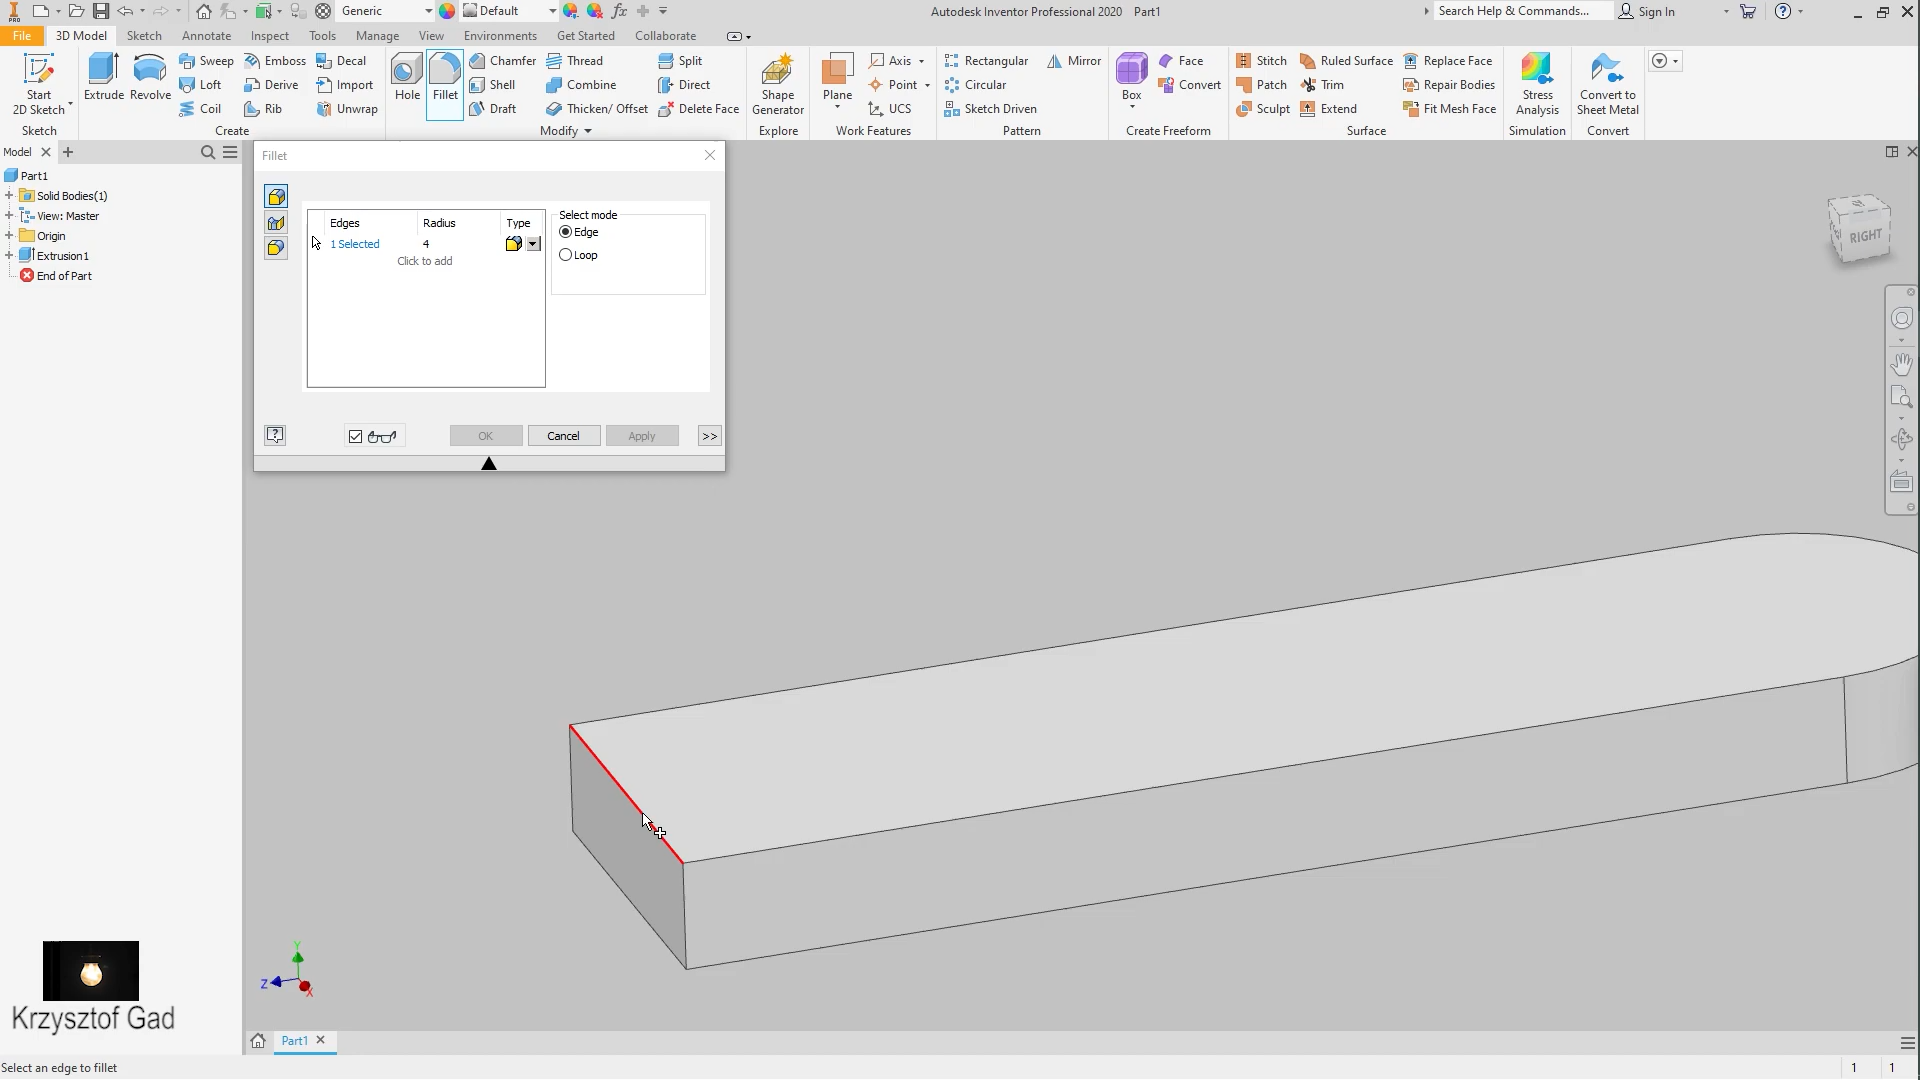 Generic
Default
Autodesk Inventor Professional 2020 Part1
Search Help & Commands...
Sign In
File
3D Model
Sketch
Annotate
Inspect
Tools
Manage
View
Environments
Get Started
Collaborate
Start
2D Sketch
Sketch
Extrude
Revolve
Sweep
Loft
Coil
Emboss
Derive
Rib
Decal
Import
Unwrap
Create
Hole
Fillet
Chamfer
Shell
Draft
Thread
Combine
Thicken/ Offset
Split
Direct
Delete Face
Modify
Shape
Generator
Explore
Plane
Axis
Point
UCS
Work Features
Rectangular
Circular
Sketch Driven
Mirror
Pattern
Box
Face
Convert
Create Freeform
Stitch
Patch
Sculpt
Ruled Surface
Trim
Extend
Replace Face
Repair Bodies
Fit Mesh Face
Surface
Stress
Analysis
Simulation
Convert to
Sheet Metal
Convert
Model
Part1
Solid Bodies(1)
View: Master
Origin
Extrusion1
End of Part
Fillet
Edges Radius Type
1 Selected 4
Click to add
Select mode
Edge
Loop
OK
Cancel
Apply
>>
RIGHT
Y
Z
X
Krzysztof Gad
Part1
Select an edge to fillet
1 1